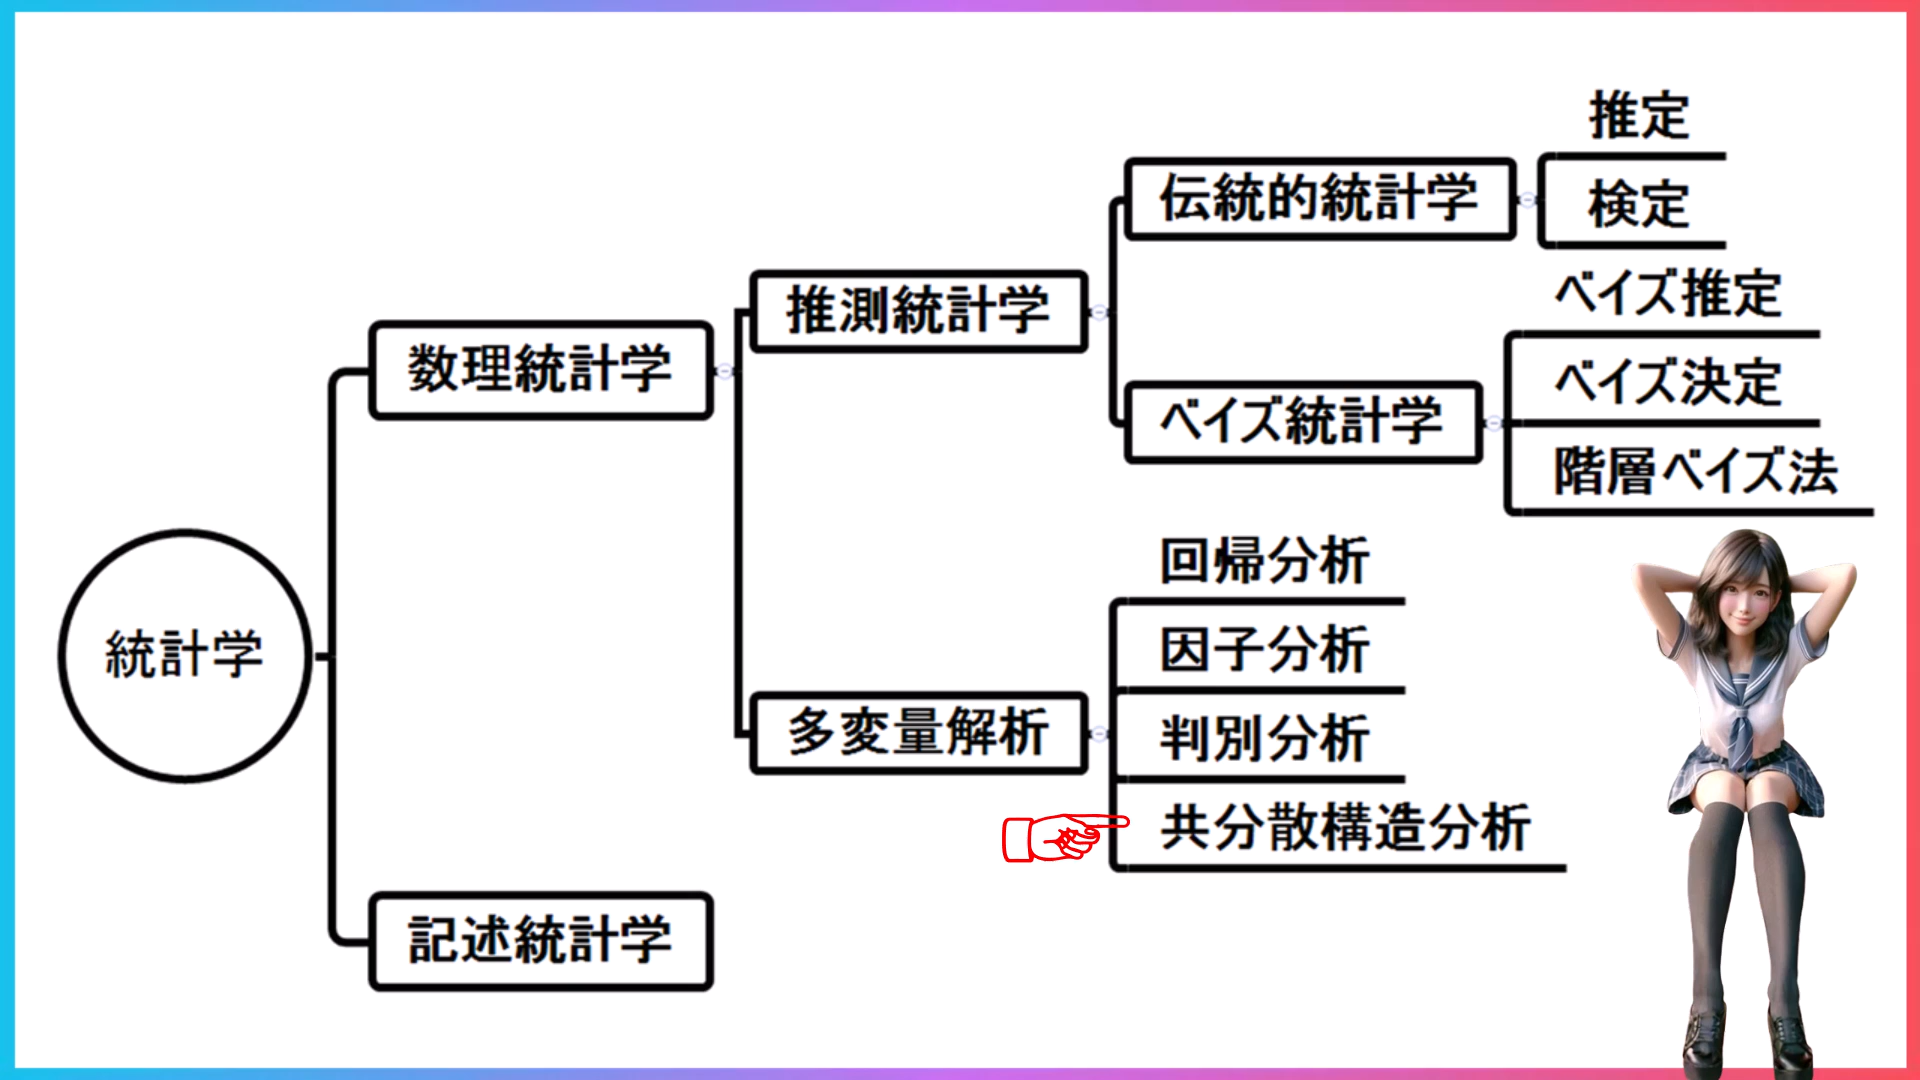 統計学
数理統計学
推測統計学
伝統的統計学
推定
検定
ベイズ統計学
ベイズ推定
ベイズ決定
階層ベイズ法
多変量解析
回帰分析
因子分析
判別分析
共分散構造分析
記述統計学